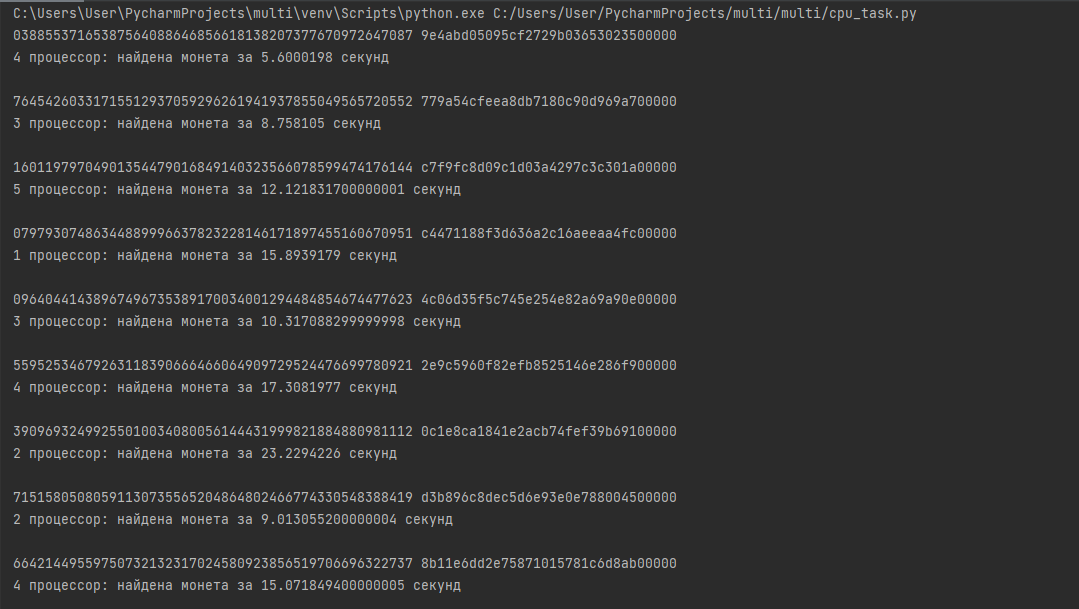 C:\Users\User\PycharmProjects\multi\venv\Scripts\python.exe C:/Users/User/PycharmProjects/multi/multi/cpu_task.py
03885537165387564088646856618138207377670972647087 9e4abd05095cf2729b03653023500000
4 процессор: найдена монета за 5.6000198 секунд
76454260331715512937059296261941937855049565720552 779a54cfeea8db7180c90d969a700000
3 процессор: найдена монета за 8.758105 секунд
16011979704901354479016849140323566078599474176144 c7f9fc8d09c1d03a4297c3c301a00000
5 процессор: найдена монета за 12.121831700000001 секунд
07979307486344889996637823228146171897455160670951 c4471188f3d636a2c16aeeaa4fc00000
1 процессор: найдена монета за 15.8939179 секунд
09640441438967496735389170034001294484854674477623 4c06d35f5c745e254e82a69a90e00000
3 процессор: найдена монета за 10.317088299999998 секунд
55952534679263118390666466064909729524476699780921 2e9c5960f82efb8525146e286f900000
4 процессор: найдена монета за 17.3081977 секунд
39096932499255010034080056144431999821884880981112 0c1e8ca1841e2acb74fef39b69100000
2 процессор: найдена монета за 23.2294226 секунд
71515805080591130735565204864802466774330548388419 d3b896c8dec5d6e93e0e788004500000
2 процессор: найдена монета за 9.013055200000004 секунд
66421449559750732132317024580923856519706696322737 8b11e6dd2e75871015781c6d8ab00000
4 процессор: найдена монета за 15.071849400000005 секунд